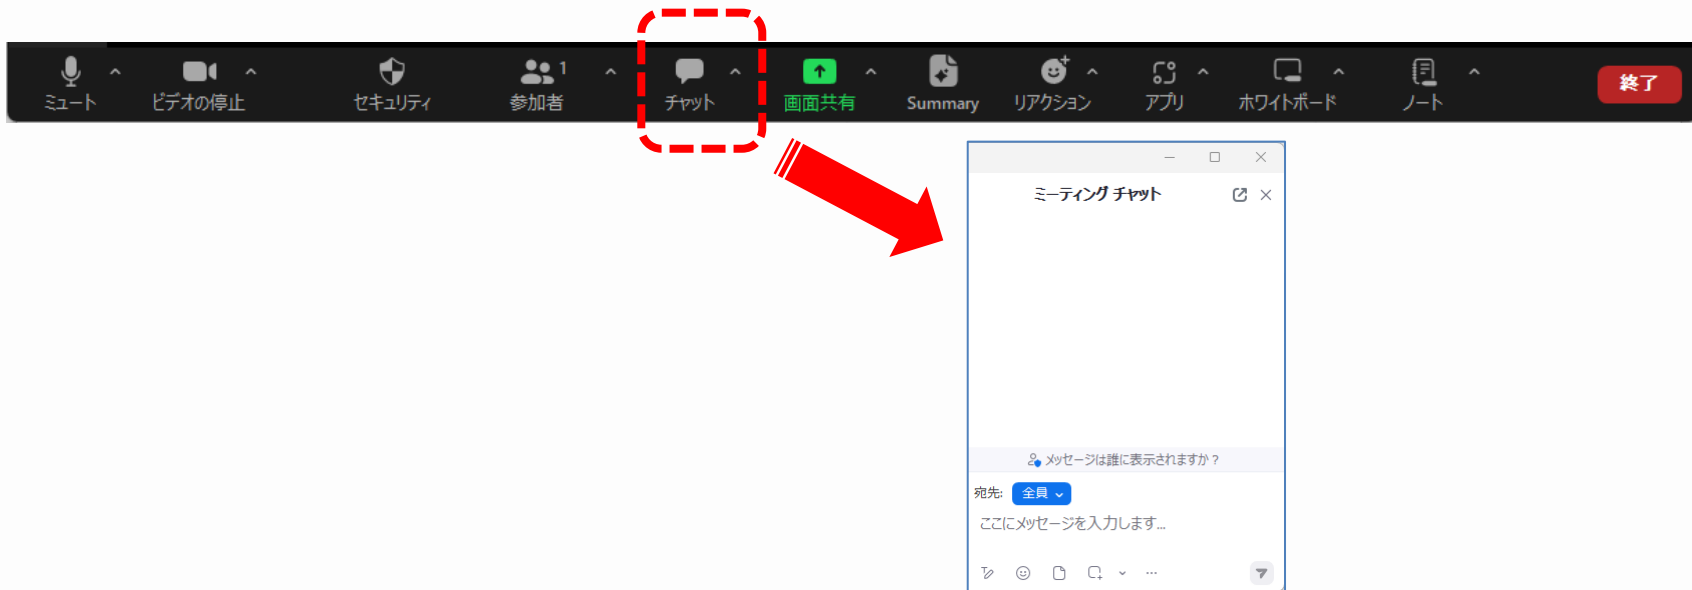 1
ミュート
ビデオの停止
セキュリティ
参加者
チャット
画面共有
Summary
リアクション
アプリ
ホワイトボード
ノート
終了
ミーティング チャット
メッセージは誰に表示されますか？
宛先: 全員
ここにメッセージを入力します...